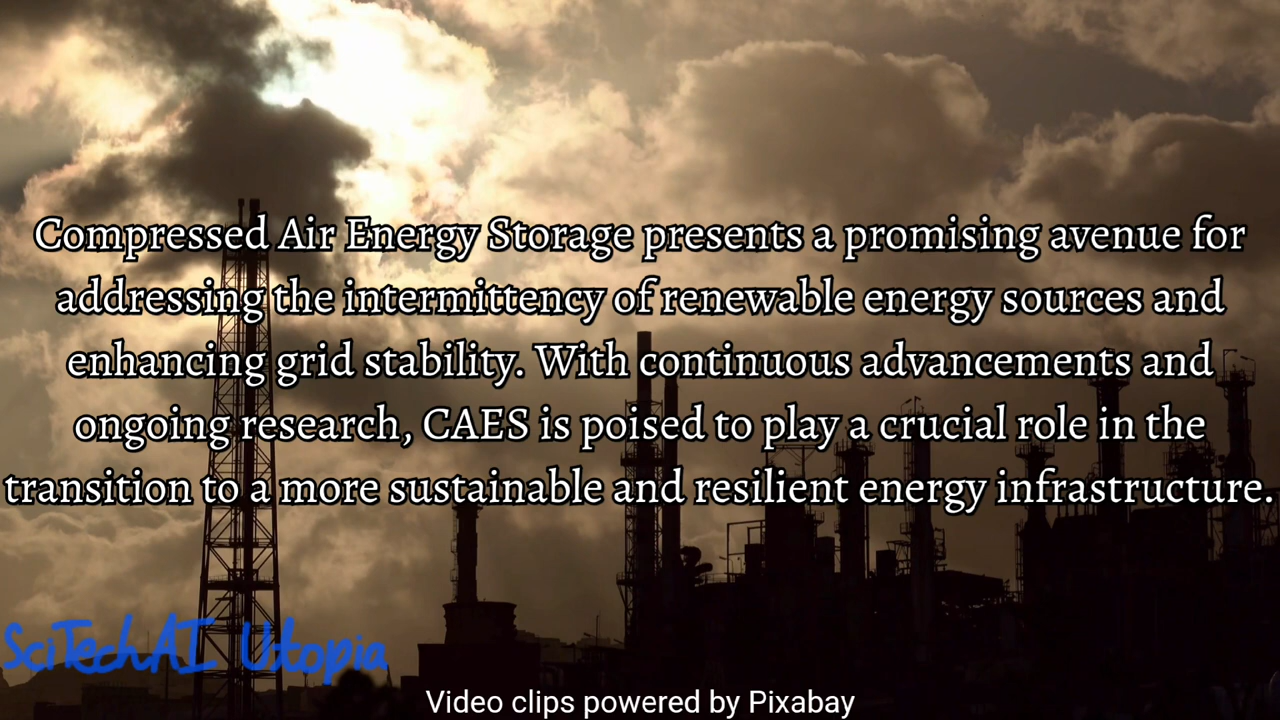 Compressed Air Energy Storage presents a promising avenue for
addressing the intermittency of renewable energy sources and
enhancing grid stability. With continuous advancements and
ongoing research, CAES is poised to play a crucial role in the
transition to a more sustainable and resilient energy infrastructure.
SciTechAI Utopia
Video clips powered by Pixabay